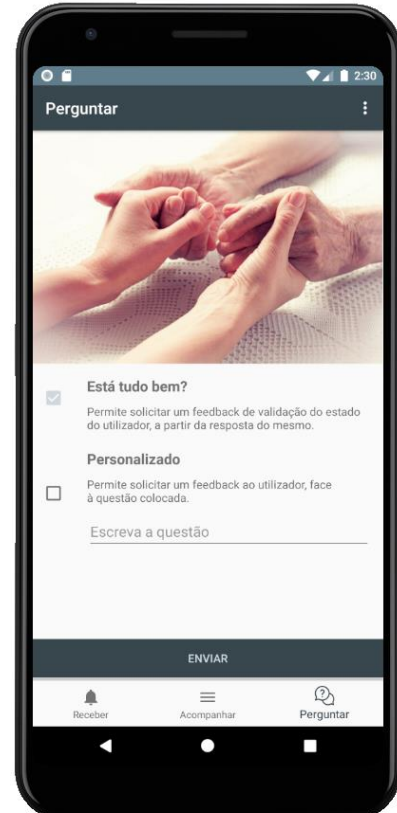 2:30
Perguntar
Está tudo bem?
Permite solicitar um feedback de validação do estado
do utilizador, a partir da resposta do mesmo.
Personalizado
Permite solicitar um feedback ao utilizador, face
à questão colocada.
Escreva a questão
ENVIAR
Receber
Acompanhar
Perguntar